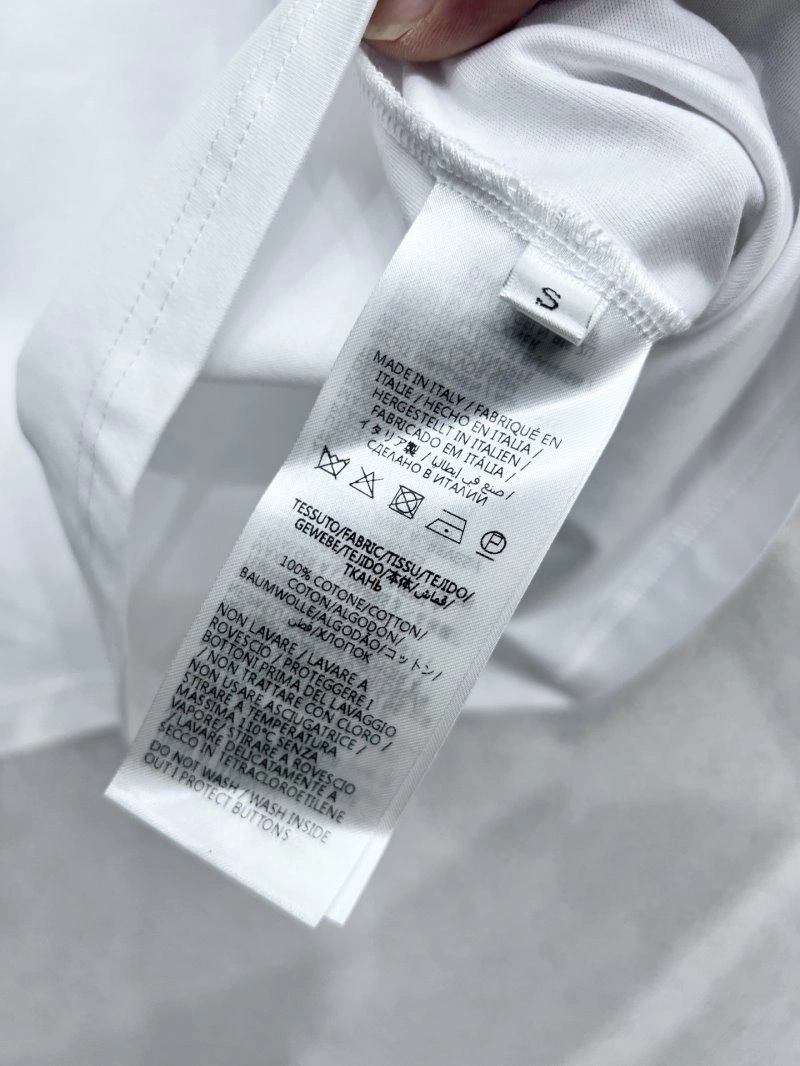 S
MADE IN ITALY / FABRIQUÉ EN
ITALIE / HECHO EN ITALIA /
HERGESTELLT IN ITALIEN /
FABRICADO EM ITÁLIA /
イタリア製 / صنع في إيطاليا /
СДЕЛАНО В ИТАЛИИ
P
TESSUTO/FABRIC/TISSU/TEJIDO/
GEWEBE/TEJIDO/本体/قماش/
ТКАНЬ
100% COTONE/COTTON/
COTON/ALGODON/
BAUMWOLLE/ALGODÃO/コットン/
قطني/ХЛОПОК
NON LAVARE / LAVARE A
ROVESCIO / PROTEGGERE I
BOTTONI PRIMA DEL LAVAGGIO
/ NON TRATTARE CON CLORO /
NON USARE ASCIUGATRICE /
STIRARE A TEMPERATURA
MASSIMA 110°C SENZA
VAPORE/ STIRARE A ROVESCIO
/ LAVARE DELICATAMENTE A
SECCO IN TETRACLOROETILENE
DO NOT WASH / WASH INSIDE
OUT I PROTECT BUTTONS